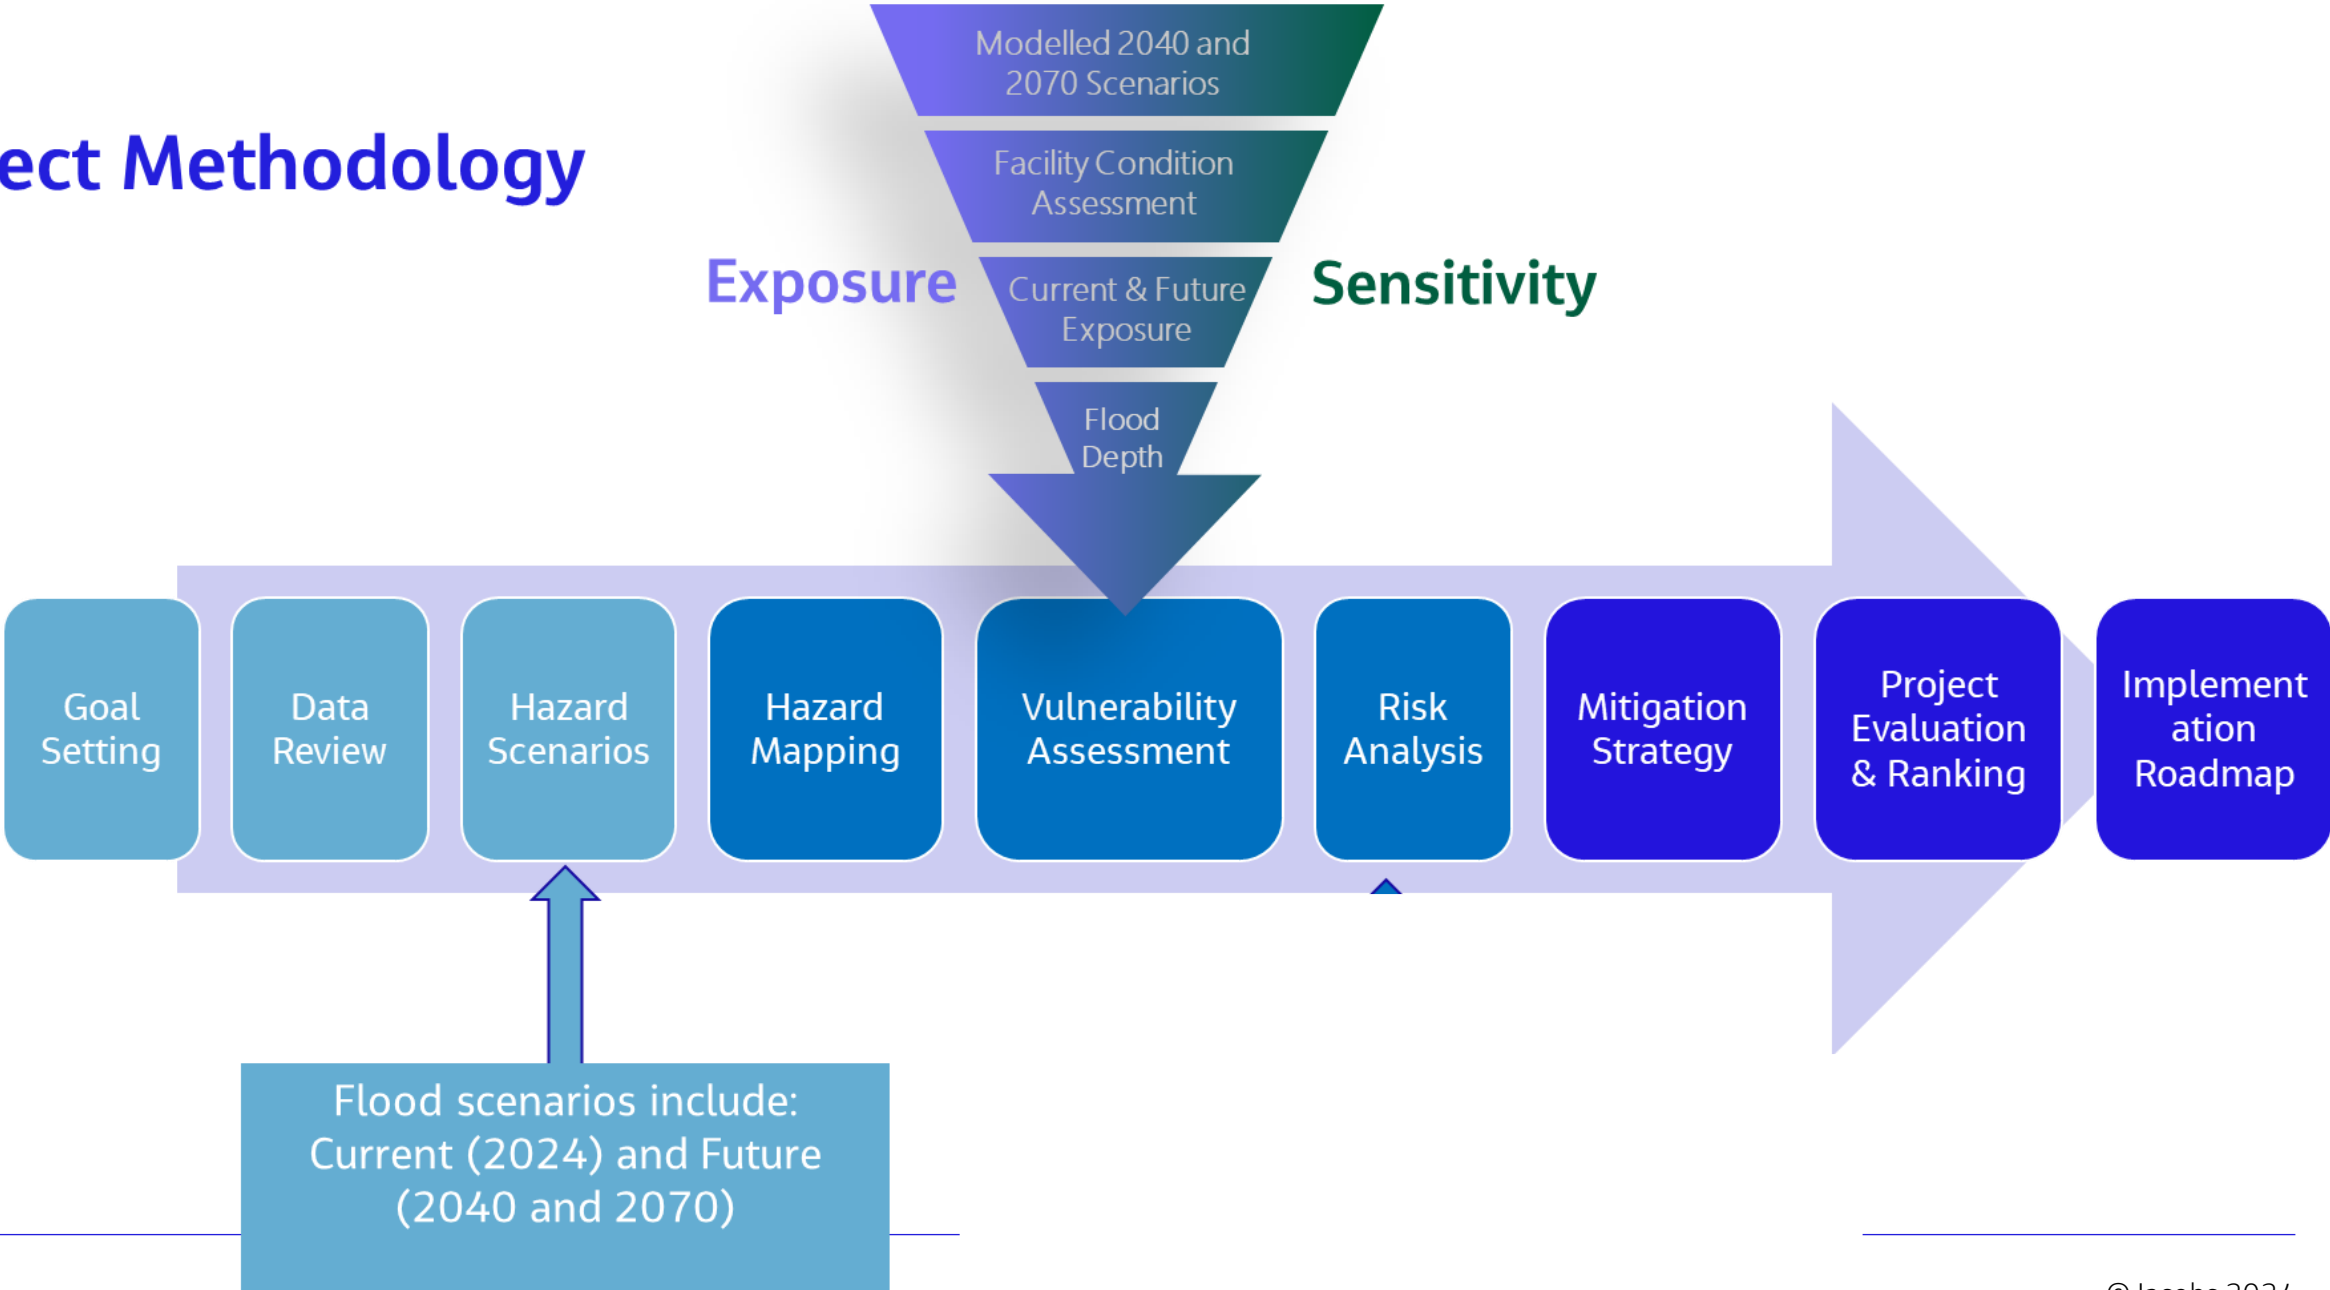 Modelled 2040 and
2070 Scenarios
ect Methodology
Facility Condition
Assessment
Exposure
Current & Future
Exposure
Sensitivity
Flood
Depth
Goal
Setting
Data
Review
Hazard
Scenarios
Hazard
Mapping
Vulnerability
Assessment
Risk
Analysis
Mitigation
Strategy
Project
Evaluation
& Ranking
Implement
ation
Roadmap
Flood scenarios include:
Current (2024) and Future
(2040 and 2070)
© Jacobs 2024